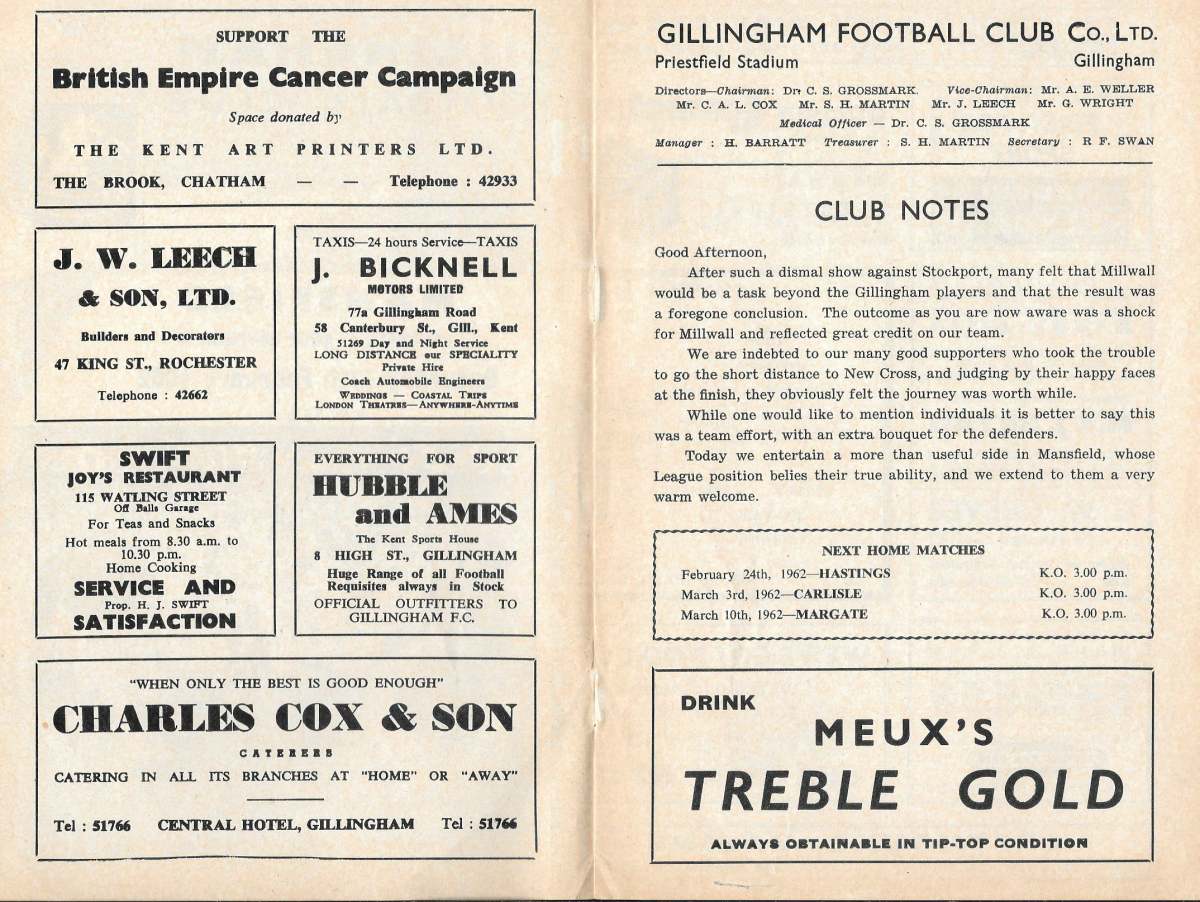 SUPPORT THE
British Empire Cancer Campaign
Space donated by
THE KENT ART PRINTERS LTD.
THE BROOK, CHATHAM — — Telephone : 42933
J. W. LEECH
& SON, LTD.
Builders and Decorators
47 KING ST., ROCHESTER
Telephone : 42662
TAXIS—24 hours Service—TAXIS
J. BICKNELL
MOTORS LIMITED
77a Gillingham Road
58 Canterbury St., Gill., Kent
51269 Day and Night Service
LONG DISTANCE our SPECIALITY
Private Hire
Coach Automobile Engineers
WEDDINGS — COASTAL TRIPS
LONDON THEATRES—ANYWHERE-ANYTIME
SWIFT
JOY'S RESTAURANT
115 WATLING STREET
Off Balls Garage
For Teas and Snacks
Hot meals from 8.30 a.m. to
10.30 p.m.
Home Cooking
SERVICE AND
Prop. H. J. SWIFT
SATISFACTION
EVERYTHING FOR SPORT
HUBBLE
and AMES
The Kent Sports House
8 HIGH ST., GILLINGHAM
Huge Range of all Football
Requisites always in Stock
OFFICIAL OUTFITTERS TO
GILLINGHAM F.C.
"WHEN ONLY THE BEST IS GOOD ENOUGH"
CHARLES COX & SON
CATERERS
CATERING IN ALL ITS BRANCHES AT "HOME" OR "AWAY"
Tel : 51766 CENTRAL HOTEL, GILLINGHAM Tel : 51766
GILLINGHAM FOOTBALL CLUB Co., LTD.
Priestfield Stadium Gillingham
Directors—Chairman: Dr. C. S. GROSSMARK. Vice-Chairman: Mr. A. E. WELLER
Mr. C. A. L. COX Mr. S. H. MARTIN Mr. J. LEECH Mr. G. WRIGHT
Medical Officer — Dr. C. S. GROSSMARK
Manager : H. BARRATT Treasurer : S. H. MARTIN Secretary : R F. SWAN
CLUB NOTES
Good Afternoon,
After such a dismal show against Stockport, many felt that Millwall
would be a task beyond the Gillingham players and that the result was
a foregone conclusion. The outcome as you are now aware was a shock
for Millwall and reflected great credit on our team.
We are indebted to our many good supporters who took the trouble
to go the short distance to New Cross, and judging by their happy faces
at the finish, they obviously felt the journey was worth while.
While one would like to mention individuals it is better to say this
was a team effort, with an extra bouquet for the defenders.
Today we entertain a more than useful side in Mansfield, whose
League position belies their true ability, and we extend to them a very
warm welcome.
NEXT HOME MATCHES
February 24th, 1962—HASTINGS K.O. 3.00 p.m.
March 3rd, 1962—CARLISLE K.O. 3.00 p.m.
March 10th, 1962—MARGATE K.O. 3.00 p.m.
DRINK
MEUX'S
TREBLE GOLD
ALWAYS OBTAINABLE IN TIP-TOP CONDITION